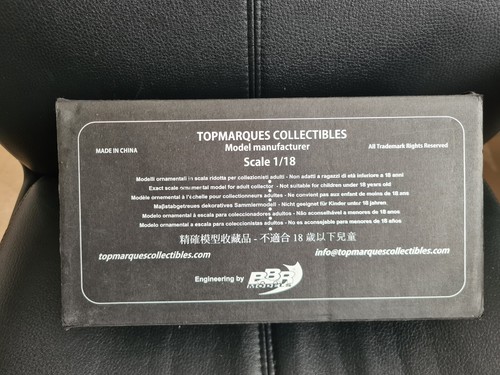 TOPMARQUES COLLECTIBLES
MADE IN CHINA
Model manufacturer
All Trademark Rights Reserved
Scale 1/18
Modelli ornamentali in scala ridotta per collezionisti adulti - Non adatti a ragazzi di età inferiore a 18 anni
Exact scale ornamental model for adult collector - Not suitable for children under 18 years old
Modèle ornamental à l'échelle pour collectionneurs adultes - Ne convient pas aux enfant de moins de 18 ans
Maβstabgetreues dekoratives Sammlermodell - Nicht geeignet für Kinder unter 18 jahren
Modelo ornamental à escala para coleccionadores adultos - Não aconselhável a menores de 18 anos
Modelo ornamental a escala para coleccionistas adultos - No es aconsejable para menores de 18 anos
精確模型收藏品 - 不適合 18 歲以下兒童
topmarquescollectibles.com
info@topmarquescollectibles.com
Engineering by BBR MODELS